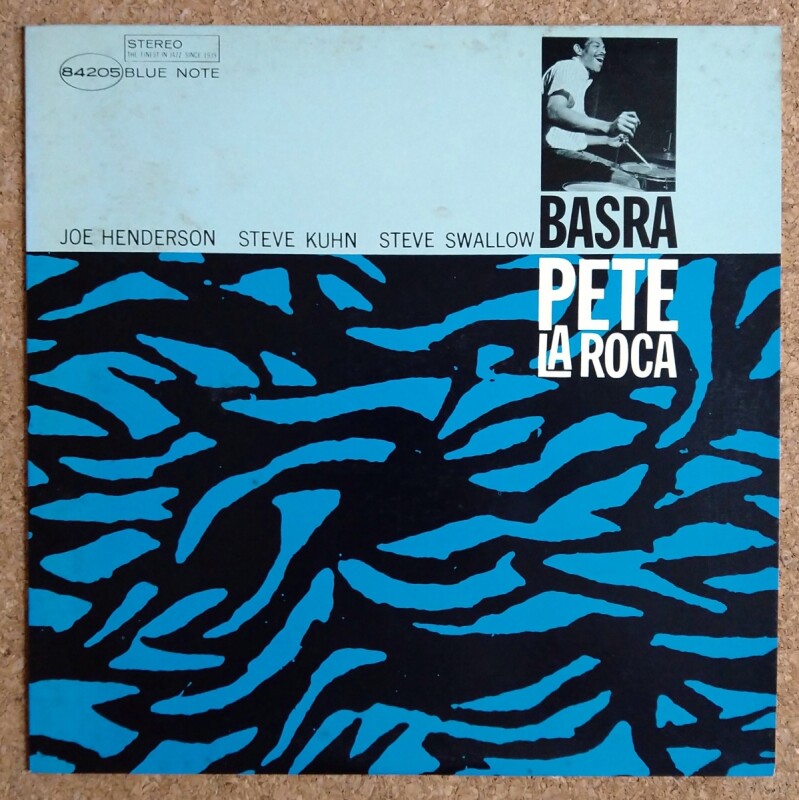 STEREO
THE FINEST IN JAZZ SINCE 1939
84205 BLUE NOTE
JOE HENDERSON STEVE KUHN STEVE SWALLOW
BASRA
PETE
LA ROCA